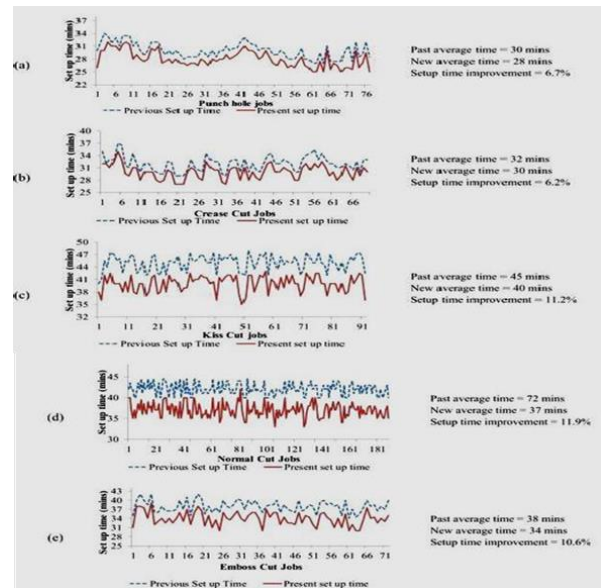 37
34
31
28
25
22
Set up time (mins)
(a)
1 6 11 16 21 26 31 36 41 46 51 56 61 66 71 76
Punch hole jobs
Previous Set up Time Present set up time
Past average time = 30 mins
New average time = 28 mins
Setup time improvement = 6.7%
40
37
34
31
28
25
Set up time (mins)
(b)
1 6 11 16 21 26 31 36 41 46 51 56 61 66
Crease Cut Jobs
Previous Set up Time Present set up time
Past average time = 32 mins
New average time = 30 mins
Setup time improvement = 6.2%
50
47
44
41
38
35
32
Set up time (mins)
(c)
1 11 21 31 41 51 61 71 81 91
Kiss Cut jobs
Previous Set up Time Present set up time
Past average time = 45 mins
New average time = 40 mins
Setup time improvement = 11.2%
45
40
35
30
Set up time (mins)
(d)
1 21 41 61 81 101 121 141 161 181
Normal Cut Jobs
Previous Set up Time Present set up time
Past average time = 72 mins
New average time = 37 mins
Setup time improvement = 11.9%
43
40
37
34
31
28
25
Set up time (mins)
(e)
1 6 11 16 21 26 31 36 41 46 51 56 61 66 71
Emboss Cut Jobs
Previous Set up Time Present set up time
Past average time = 38 mins
New average time = 34 mins
Setup time improvement = 10.6%